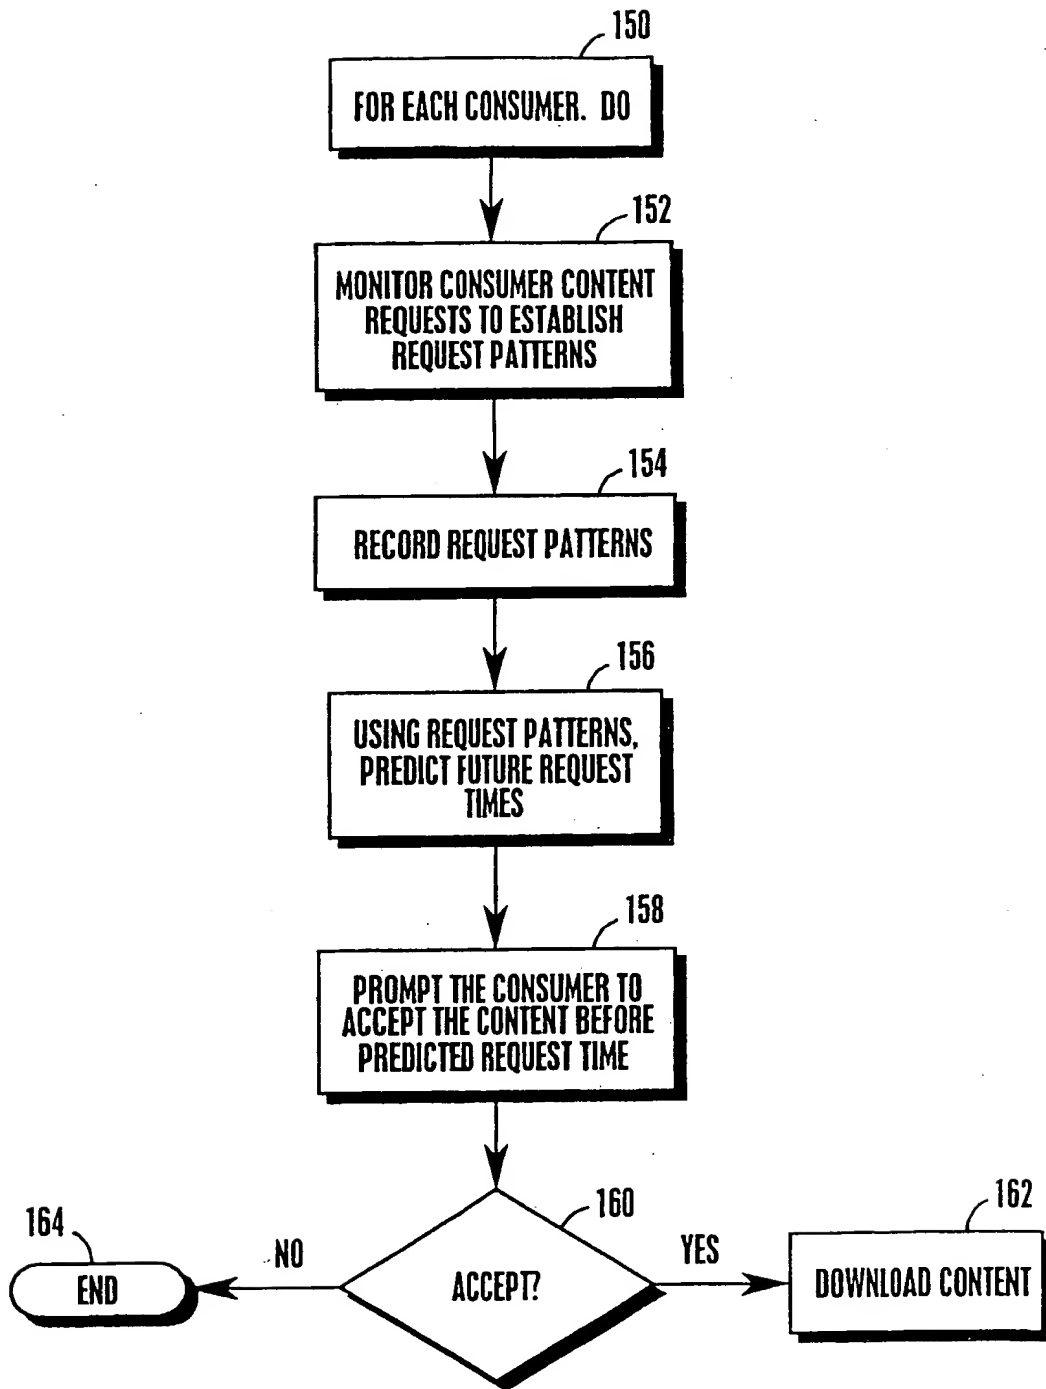 150
FOR EACH CONSUMER. DO
152
MONITOR CONSUMER CONTENT
REQUESTS TO ESTABLISH
REQUEST PATTERNS
154
RECORD REQUEST PATTERNS
156
USING REQUEST PATTERNS,
PREDICT FUTURE REQUEST
TIMES
158
PROMPT THE CONSUMER TO
ACCEPT THE CONTENT BEFORE
PREDICTED REQUEST TIME
160
ACCEPT?
NO
164
END
YES
162
DOWNLOAD CONTENT